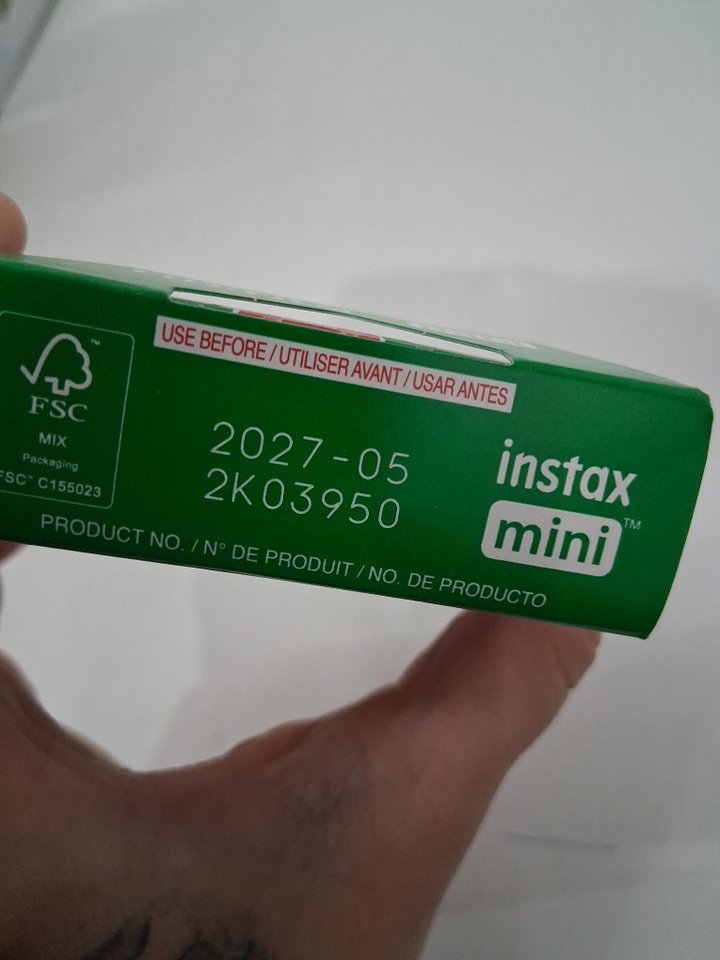 USE BEFORE / UTILISER AVANT / USAR ANTES
FSC™
MIX
Packaging
FSC™ C155023
2027-05
2K03950
instax
mini™
PRODUCT NO. / N° DE PRODUIT / NO. DE PRODUCTO